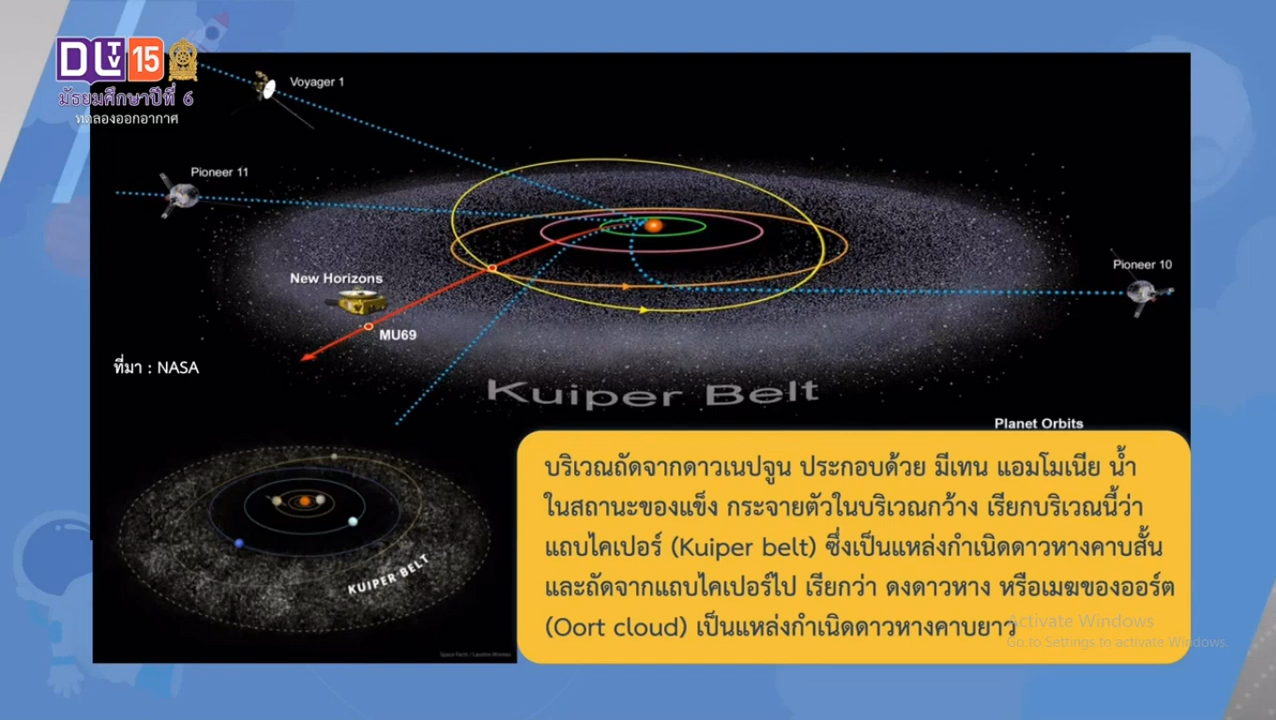 DLTV 15
มัธยมศึกษาปีที่ 6
ทดลองออกอากาศ
Voyager 1
Pioneer 11
Pioneer 10
New Horizons
MU69
ที่มา : NASA
Kuiper Belt
Planet Orbits
KUIPER BELT
บริเวณถัดจากดาวเนปจูน ประกอบด้วย มีเทน แอมโมเนีย น้ำ
ในสถานะของแข็ง กระจายตัวในบริเวณกว้าง เรียกบริเวณนี้ว่า
แถบไคเปอร์ (Kuiper belt) ซึ่งเป็นแหล่งกำเนิดดาวหางคาบสั้น
และถัดจากแถบไคเปอร์ไป เรียกว่า ดงดาวหาง หรือเมฆของออร์ต
(Oort cloud) เป็นแหล่งกำเนิดดาวหางคาบยาว
Activate Windows
Go to Settings to activate Windows.